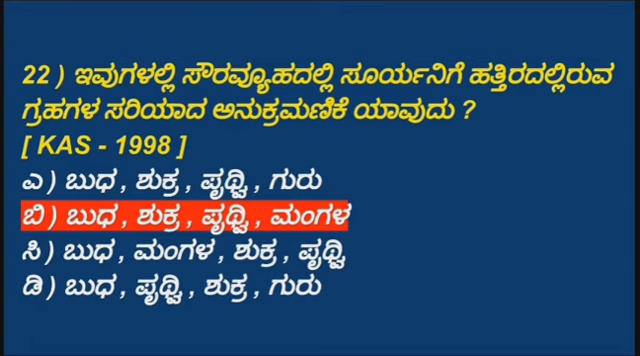 22 ) ಇವುಗಳಲ್ಲಿ ಸೌರವ್ಯೂಹದಲ್ಲಿ ಸೂರ್ಯನಿಗೆ ಹತ್ತಿರದಲ್ಲಿರುವ
ಗ್ರಹಗಳ ಸರಿಯಾದ ಅನುಕ್ರಮಣಿಕೆ ಯಾವುದು ?
[ KAS - 1998 ]
ಎ ) ಬುಧ , ಶುಕ್ರ , ಪೃಥ್ವಿ , ಗುರು
ಬಿ ) ಬುಧ , ಶುಕ್ರ , ಪೃಥ್ವಿ , ಮಂಗಳ
ಸಿ ) ಬುಧ , ಮಂಗಳ , ಶುಕ್ರ , ಪೃಥ್ವಿ
ಡಿ ) ಬುಧ , ಪೃಥ್ವಿ , ಶುಕ್ರ , ಗುರು